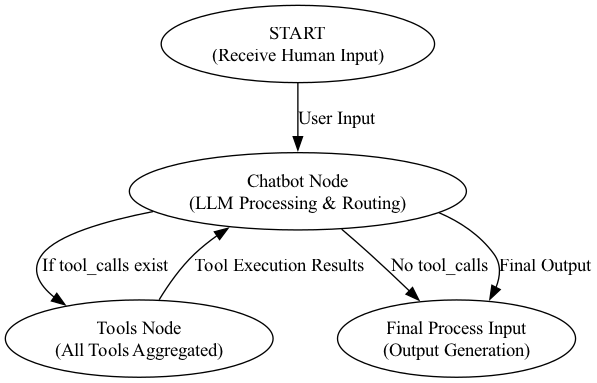 START
(Receive Human Input)
User Input
Chatbot Node
(LLM Processing & Routing)
If tool_calls exist
Tool Execution Results
No tool_calls
Final Output
Tools Node
(All Tools Aggregated)
Final Process Input
(Output Generation)